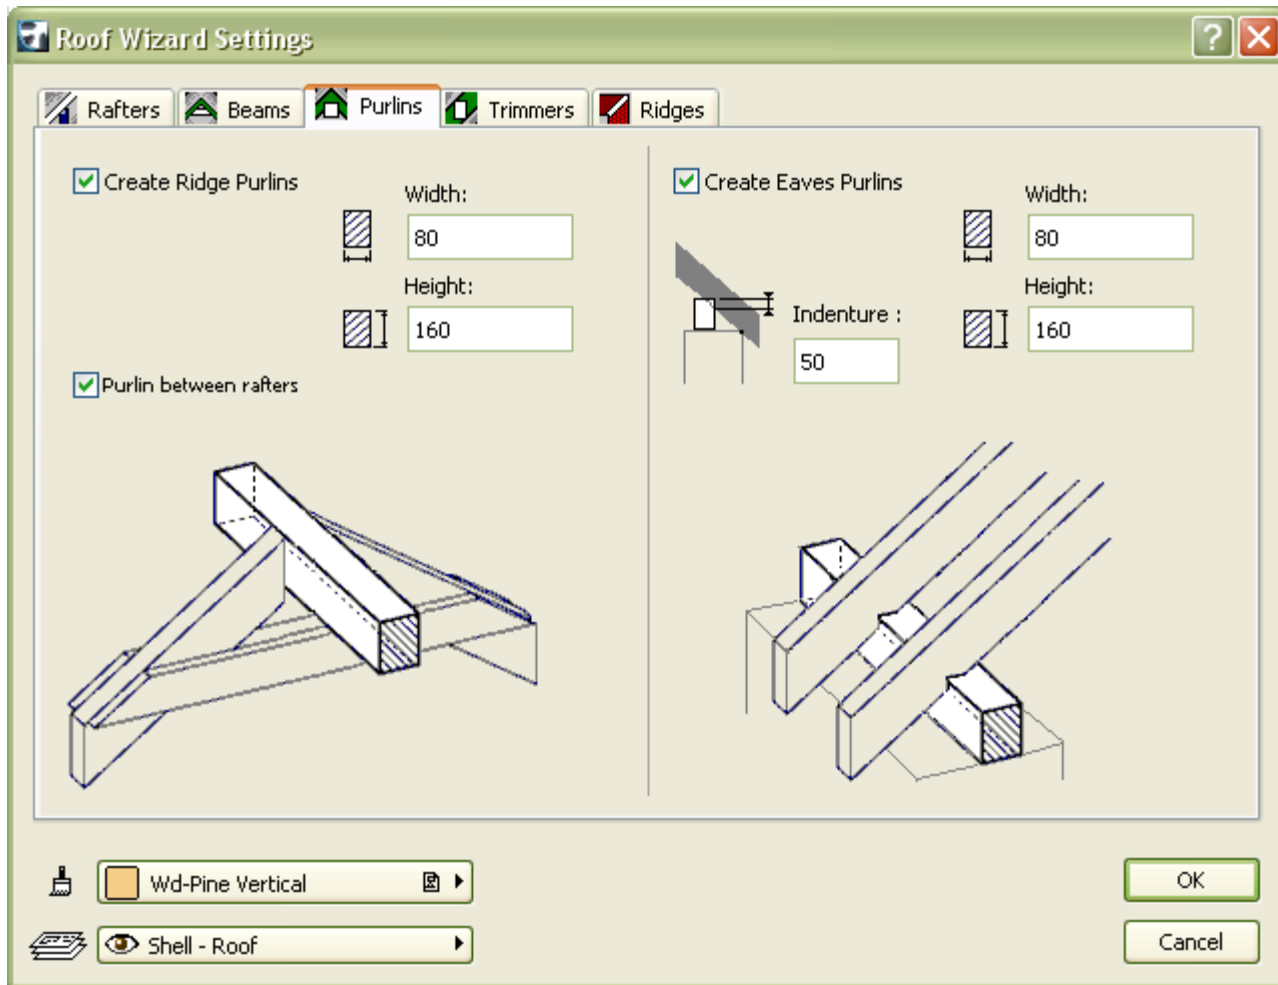 Roof Wizard Settings
Rafters Beams Purlins Trimmers Ridges
Create Ridge Purlins
Width:
80
Height:
160
Purlin between rafters
Create Eaves Purlins
Width:
80
Indenture :
50
Height:
160
Wd-Pine Vertical
Shell - Roof
OK
Cancel